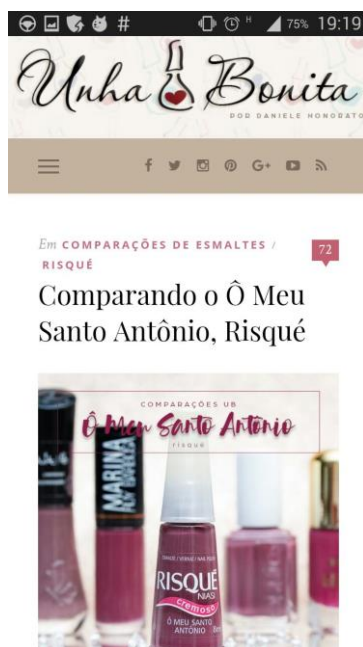 75% 19:19
Unha Bonita
POR DANIELE HONORATO
Em COMPARAÇÕES DE ESMALTES /
RISQUÉ
72
Comparando o Ô Meu
Santo Antônio, Risqué
COMPARAÇÕES UB
Ô Meu Santo Antônio
risqué
MARINA
RISQUÉ
cremoso
Ô MEU SANTO
ANTÔNIO